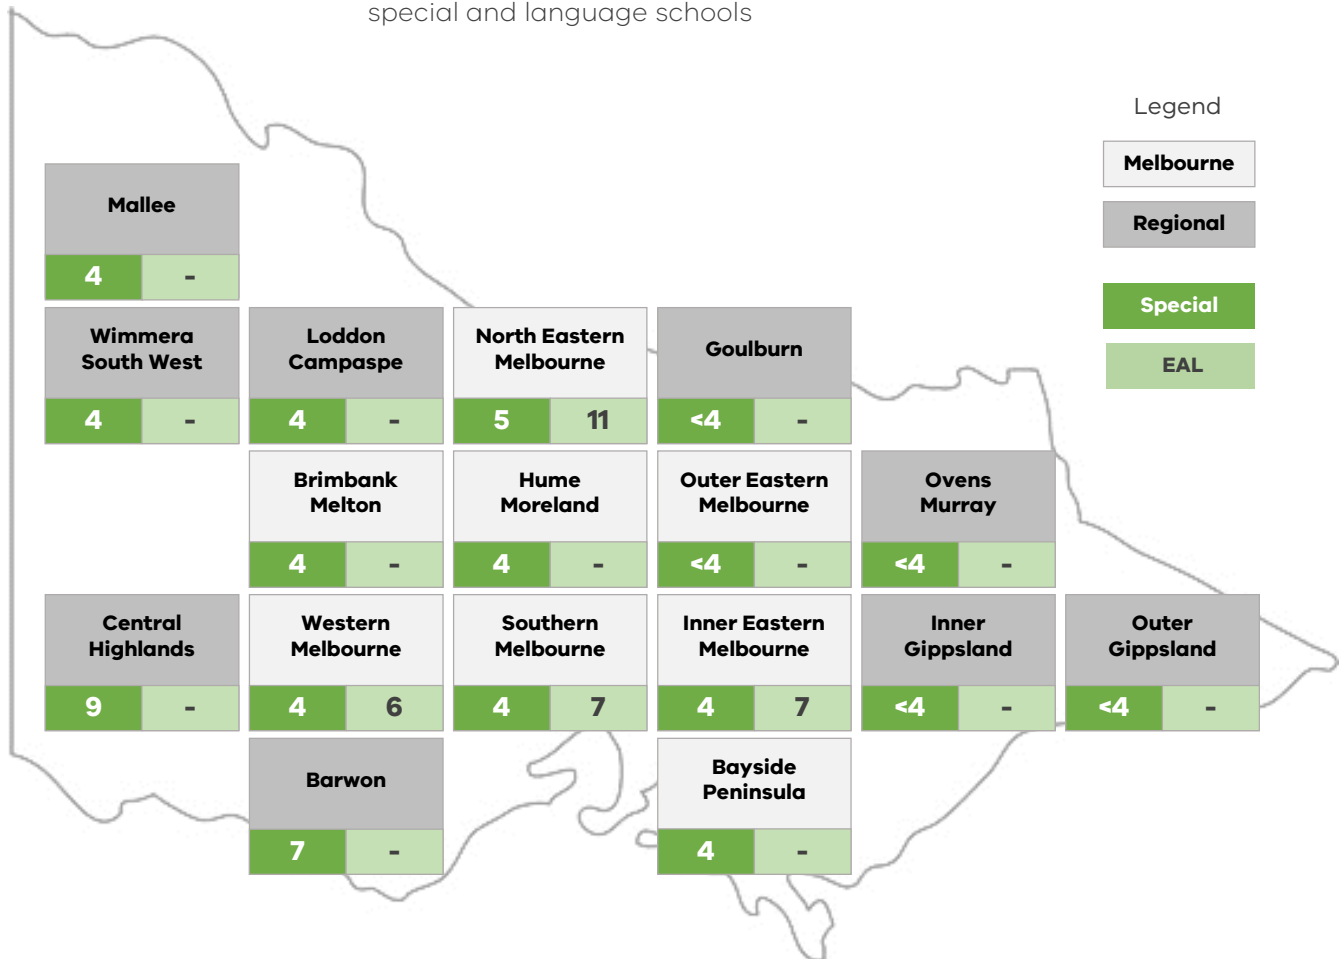 special and language schools
Legend
Melbourne
Regional
Special
EAL
Mallee
4 -
Wimmera
South West
4 -
Loddon
Campaspe
4 -
North Eastern
Melbourne
5 11
Goulburn
<4 -
Brimbank
Melton
4 -
Hume
Moreland
4 -
Outer Eastern
Melbourne
<4 -
Ovens
Murray
<4 -
Central
Highlands
9 -
Western
Melbourne
4 6
Southern
Melbourne
4 7
Inner Eastern
Melbourne
4 7
Inner
Gippsland
<4 -
Outer
Gippsland
<4 -
Barwon
7 -
Bayside
Peninsula
4 -